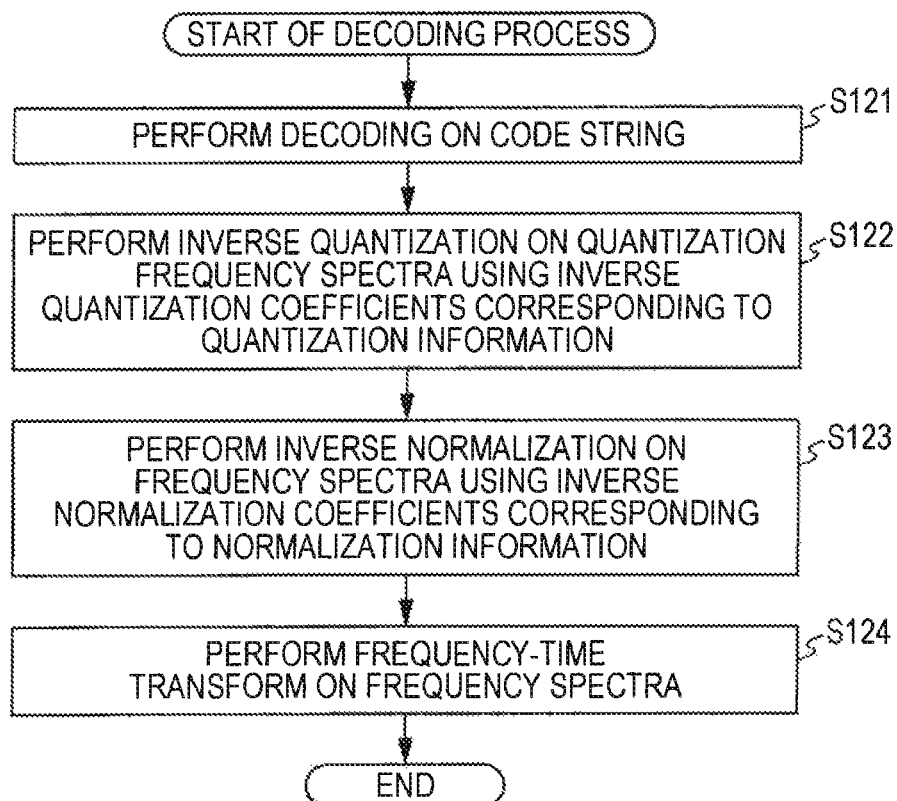 START OF DECODING PROCESS
S121
PERFORM DECODING ON CODE STRING
S122
PERFORM INVERSE QUANTIZATION ON QUANTIZATION
FREQUENCY SPECTRA USING INVERSE
QUANTIZATION COEFFICIENTS CORRESPONDING TO
QUANTIZATION INFORMATION
S123
PERFORM INVERSE NORMALIZATION ON
FREQUENCY SPECTRA USING INVERSE
NORMALIZATION COEFFICIENTS CORRESPONDING
TO NORMALIZATION INFORMATION
S124
PERFORM FREQUENCY-TIME
TRANSFORM ON FREQUENCY SPECTRA
END